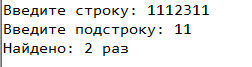 Введите строку: 1112311
Введите подстроку: 11
Найдено: 2 раз